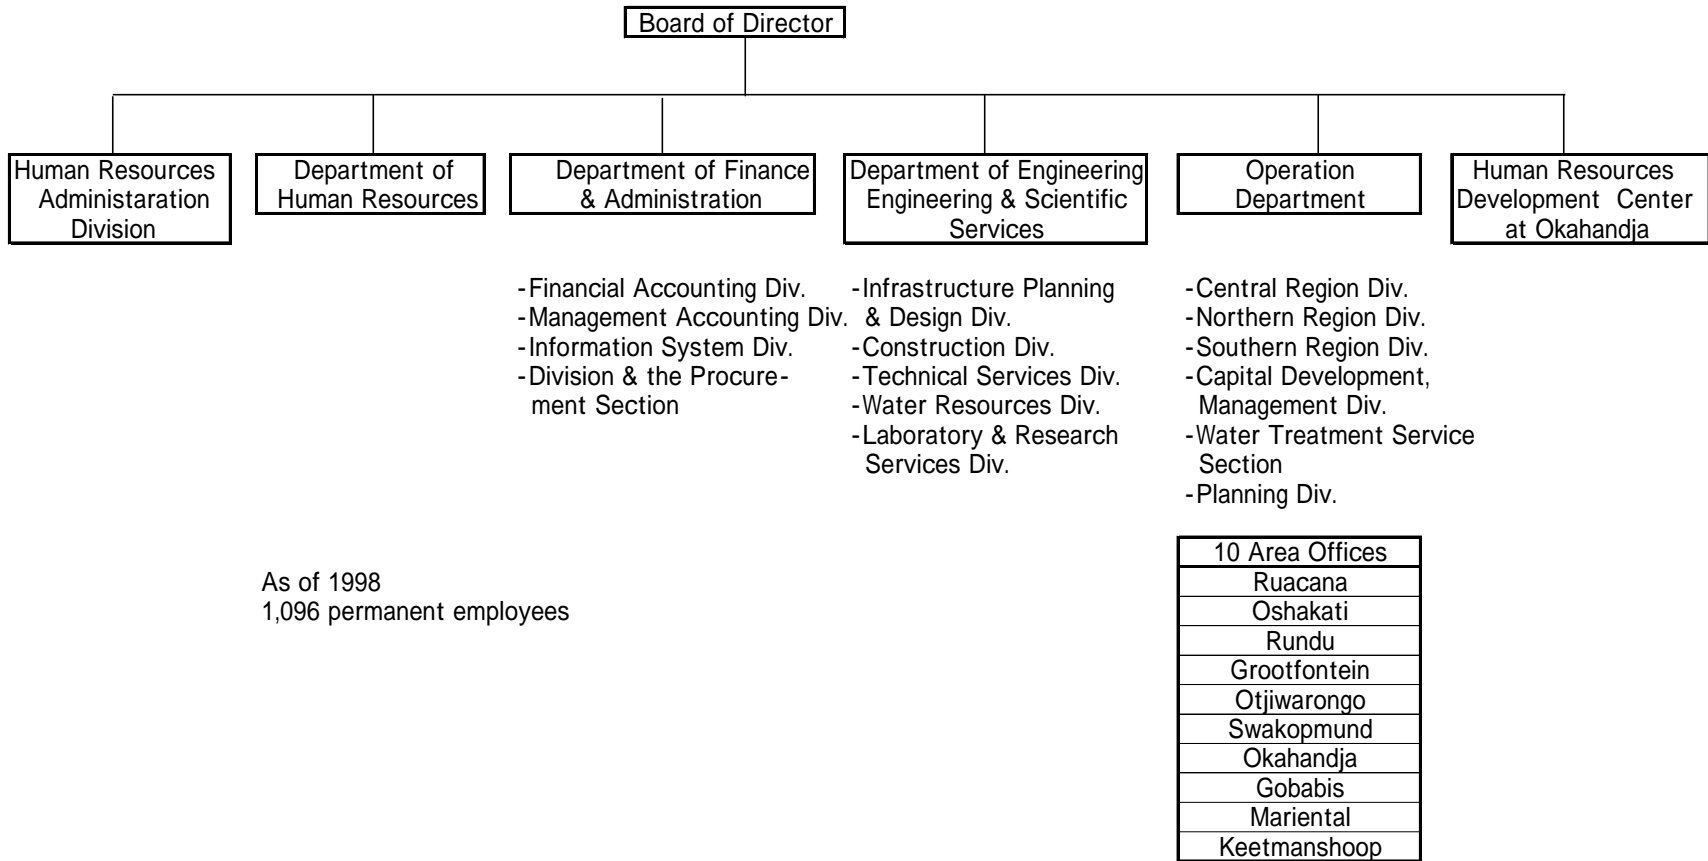 Board of Director
Human Resources
Administaration
Division
Department of
Human Resources
Department of Finance
& Administration
Department of Engineering
Engineering & Scientific
Services
Operation
Department
Human Resources
Development Center
at Okahandja
-Financial Accounting Div.
-Management Accounting Div.
-Information System Div.
-Division & the Procure-
ment Section
-Infrastructure Planning
& Design Div.
-Construction Div.
-Technical Services Div.
-Water Resources Div.
-Laboratory & Research
Services Div.
-Central Region Div.
-Northern Region Div.
-Southern Region Div.
-Capital Development,
Management Div.
-Water Treatment Service
Section
-Planning Div.
As of 1998
1,096 permanent employees
10 Area Offices
Ruacana
Oshakati
Rundu
Grootfontein
Otjiwarongo
Swakopmund
Okahandja
Gobabis
Mariental
Keetmanshoop